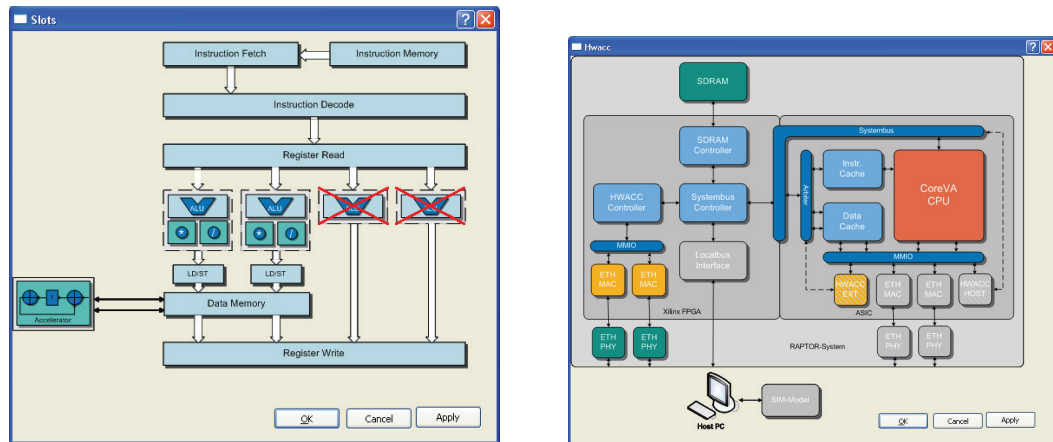 Slots
Instruction Fetch
Instruction Memory
Instruction Decode
Register Read
ALU
ALU
*
/
*
/
LD/ST
LD/ST
Data Memory
Accelerator
Register Write
OK
Cancel
Apply
Hwacc
SDRAM
Systembus
SDRAM
Controller
Instr.
Cache
CoreVA
CPU
Arbiter
HWACC
Controller
Systembus
Controller
Data
Cache
MMIO
MMIO
Localbus
Interface
ETH
MAC
ETH
MAC
HWACC
EXT
ETH
MAC
ETH
MAC
HWACC
HOST
Xilinx FPGA
ASIC
ETH
PHY
ETH
PHY
ETH
PHY
ETH
PHY
RAPTOR-System
SIM-Model
Host PC
OK
Cancel
Apply